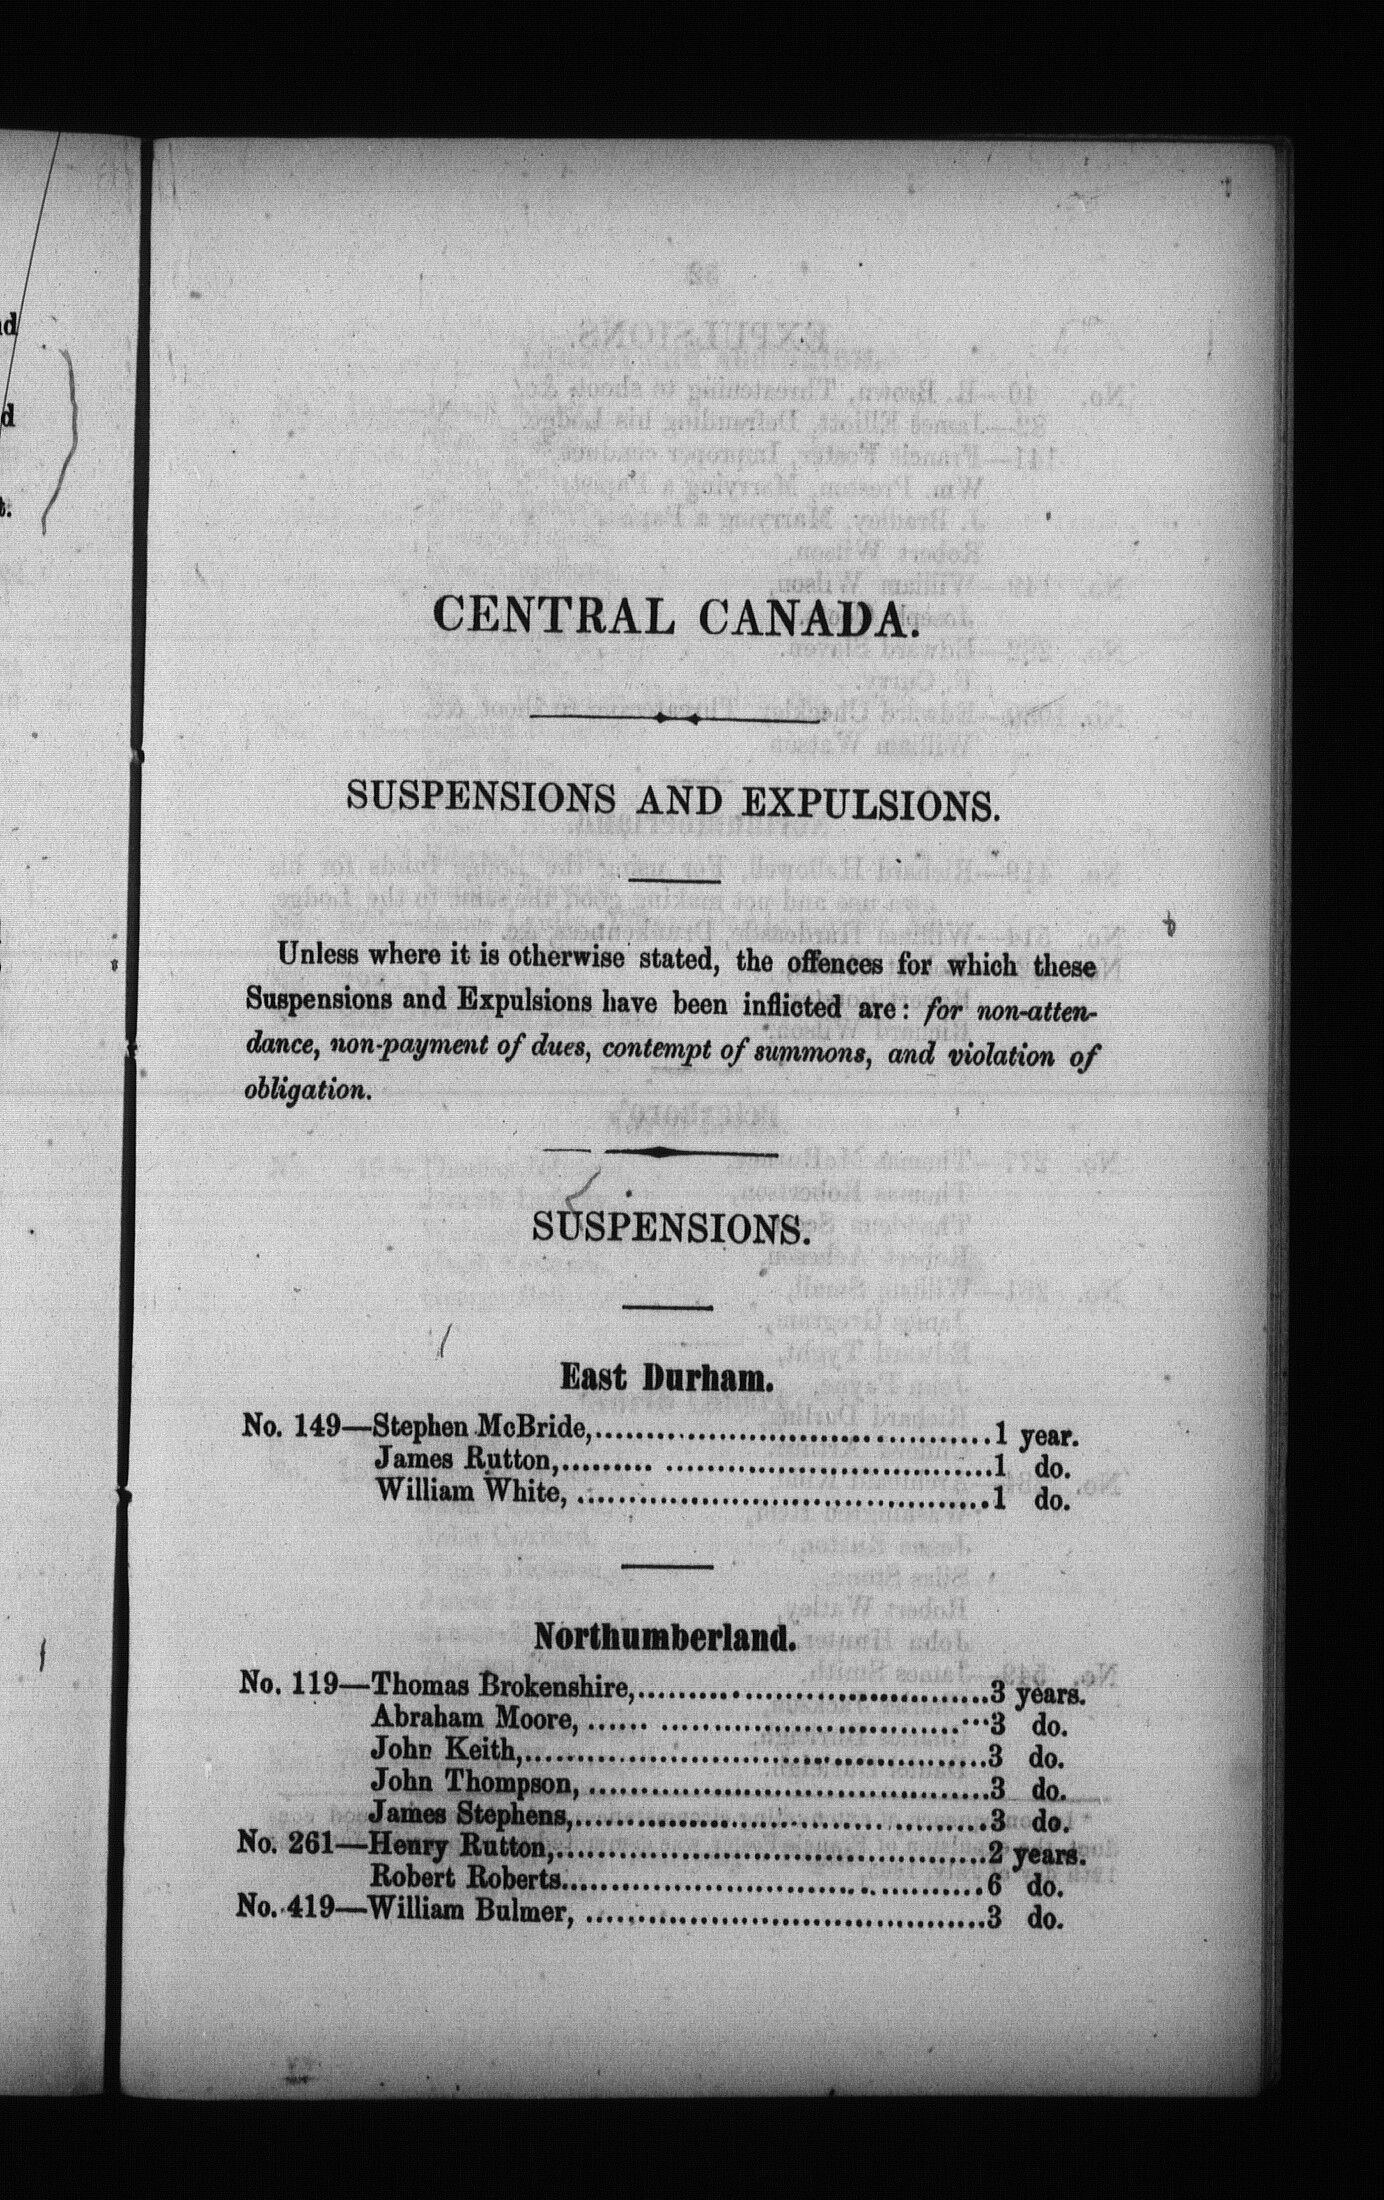 CENTRAL CANADA.
SUSPENSIONS AND EXPULSIONS.
Unless where it is otherwise stated, the offences for which these
Suspensions and Expulsions have been inflicted are: for non-atten-
dance, non-payment of dues, contempt of summons, and violation of
obligation.
SUSPENSIONS.
East Durham.
No. 149—Stephen McBride,........................................1 year.
James Rutton,......... .................................1 do.
William White, .........................................1 do.
Northumberland.
No. 119—Thomas Brokenshire,...................................3 years.
Abraham Moore, ...... .................................3 do.
John Keith,..............................................3 do.
John Thompson, ........................................3 do.
James Stephens,.........................................3 do.
No. 261—Henry Rutton,..........................................2 years.
Robert Roberts..........................................6 do.
No. 419—William Bulmer, .......................................3 do.